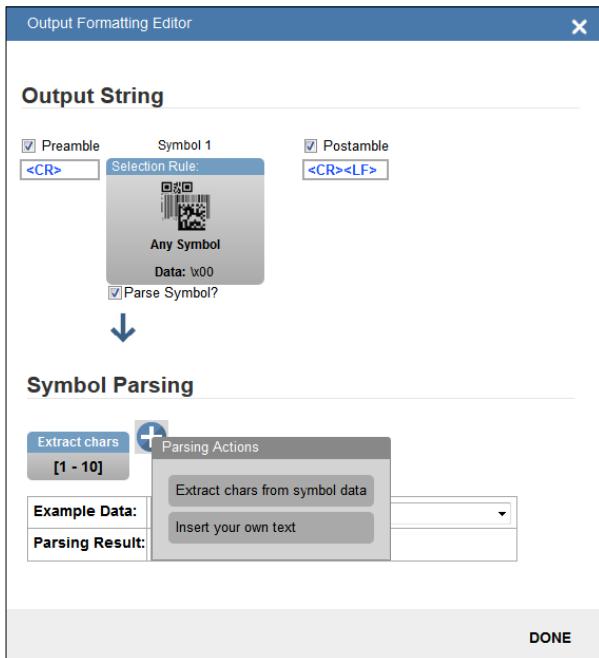 Output Formatting Editor
Output String
Preamble
Symbol 1
Postamble
<CR>
Selection Rule:
<CR><LF>
Any Symbol
Data: \x00
Parse Symbol?
Symbol Parsing
Extract chars
[1 - 10]
Parsing Actions
Extract chars from symbol data
Insert your own text
Example Data:
Parsing Result:
DONE